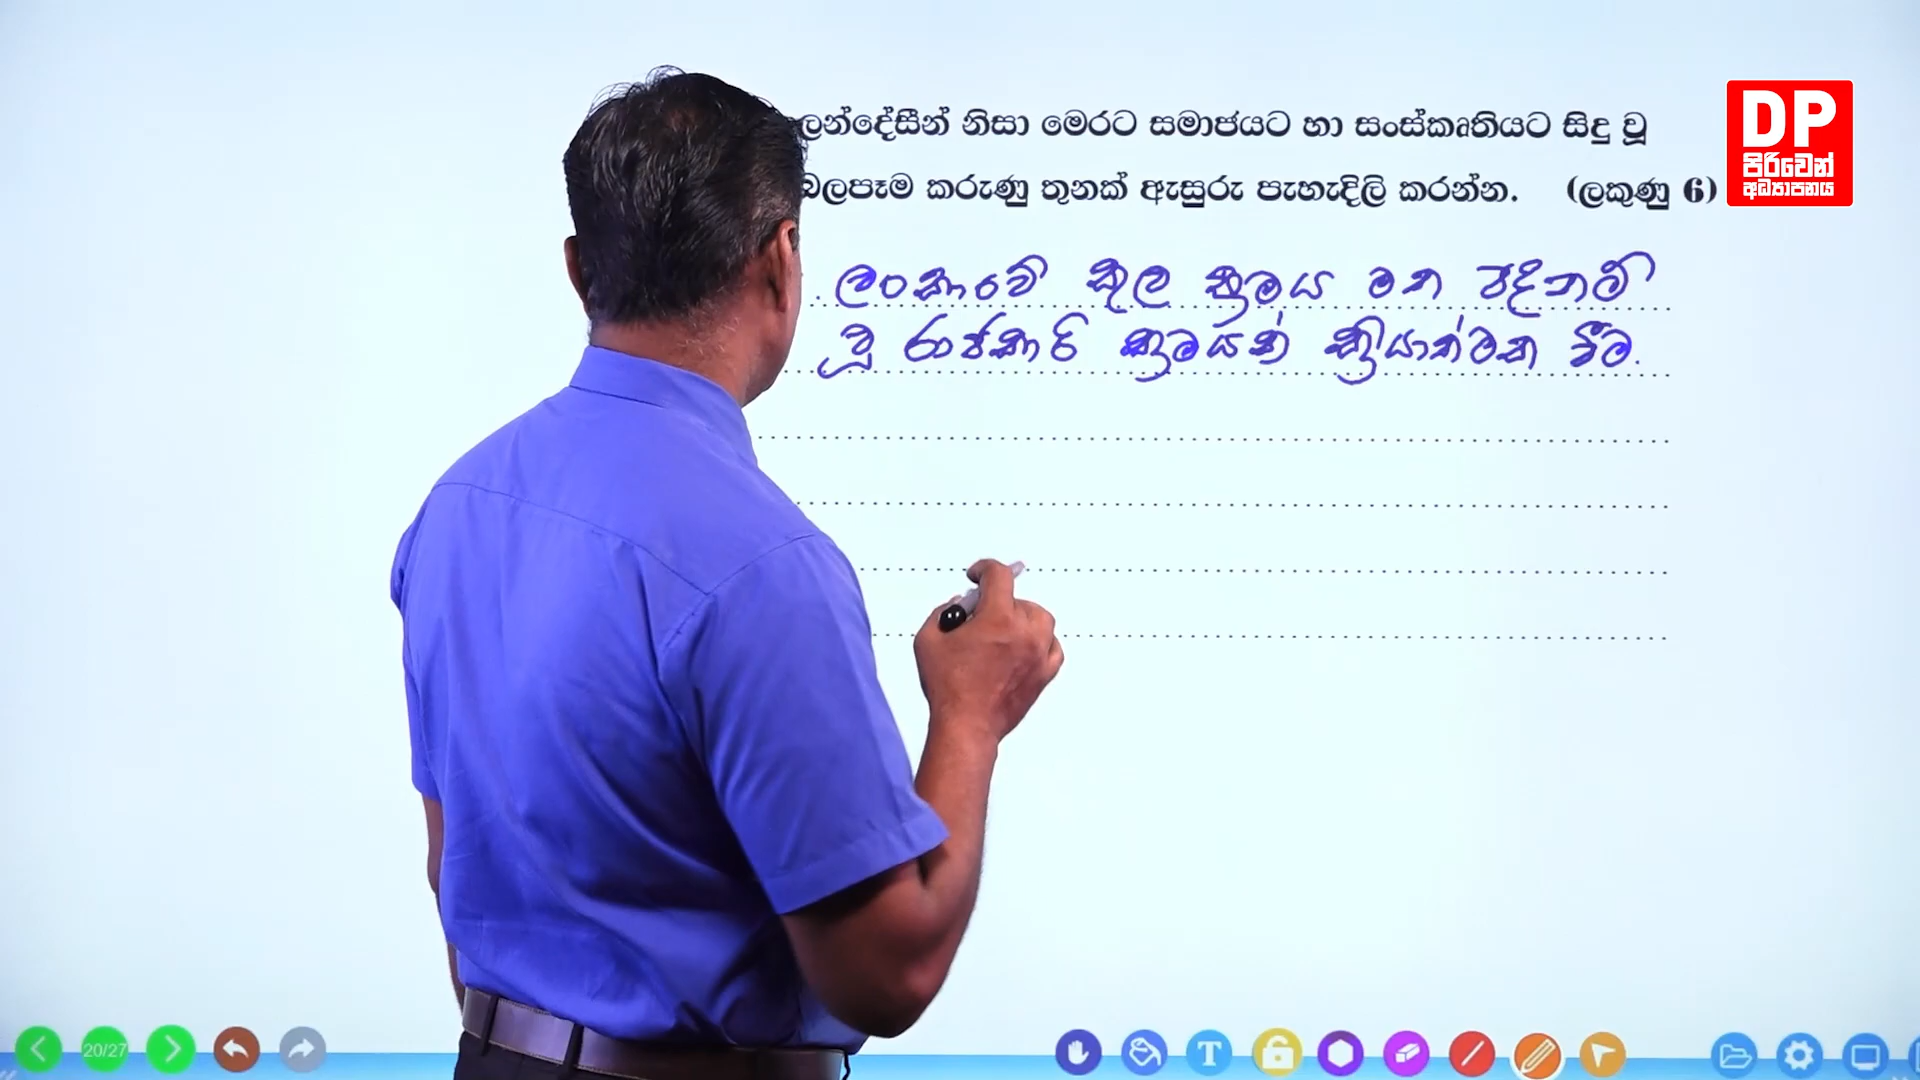 ලන්දේසීන් නිසා මෙරට සමාජයට හා සංස්කෘතියට සිදු වූ
බලපෑම කරුණු තුනක් ඇසුරු පැහැදිලි කරන්න. (ලකුණු 6)
DP
පිරිවෙන්
අධ්‍යාපනය
ලංකාවේ කුල ක්‍රමය මත පදනම්
වූ රාජකාරි ක්‍රමයක් ක්‍රියාත්මක වීම.
20/27
T